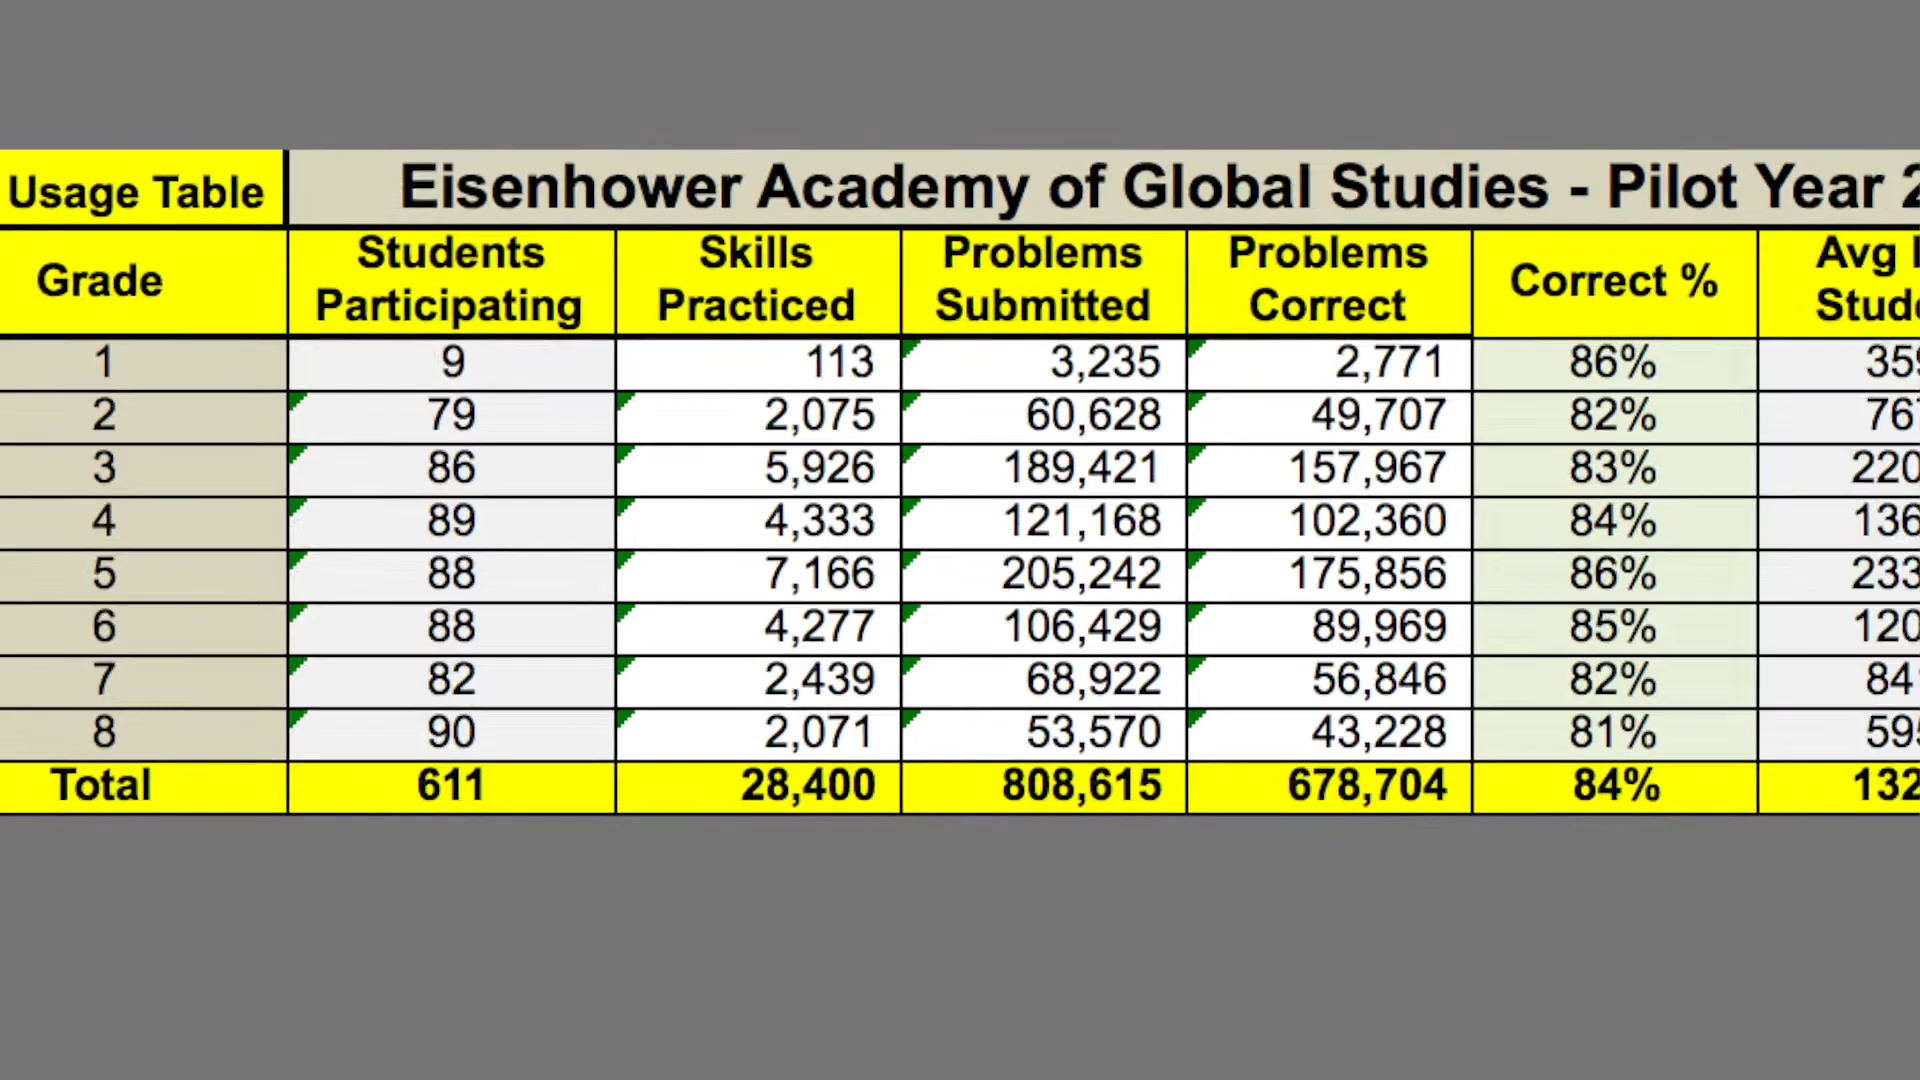 Usage Table Eisenhower Academy of Global Studies - Pilot Year
Grade Students Participating Skills Practiced Problems Submitted Problems Correct Correct % Avg
1 9 113 3,235 2,771 86%
2 79 2,075 60,628 49,707 82%
3 86 5,926 189,421 157,967 83%
4 89 4,333 121,168 102,360 84%
5 88 7,166 205,242 175,856 86%
6 88 4,277 106,429 89,969 85%
7 82 2,439 68,922 56,846 82%
8 90 2,071 53,570 43,228 81%
Total 611 28,400 808,615 678,704 84%